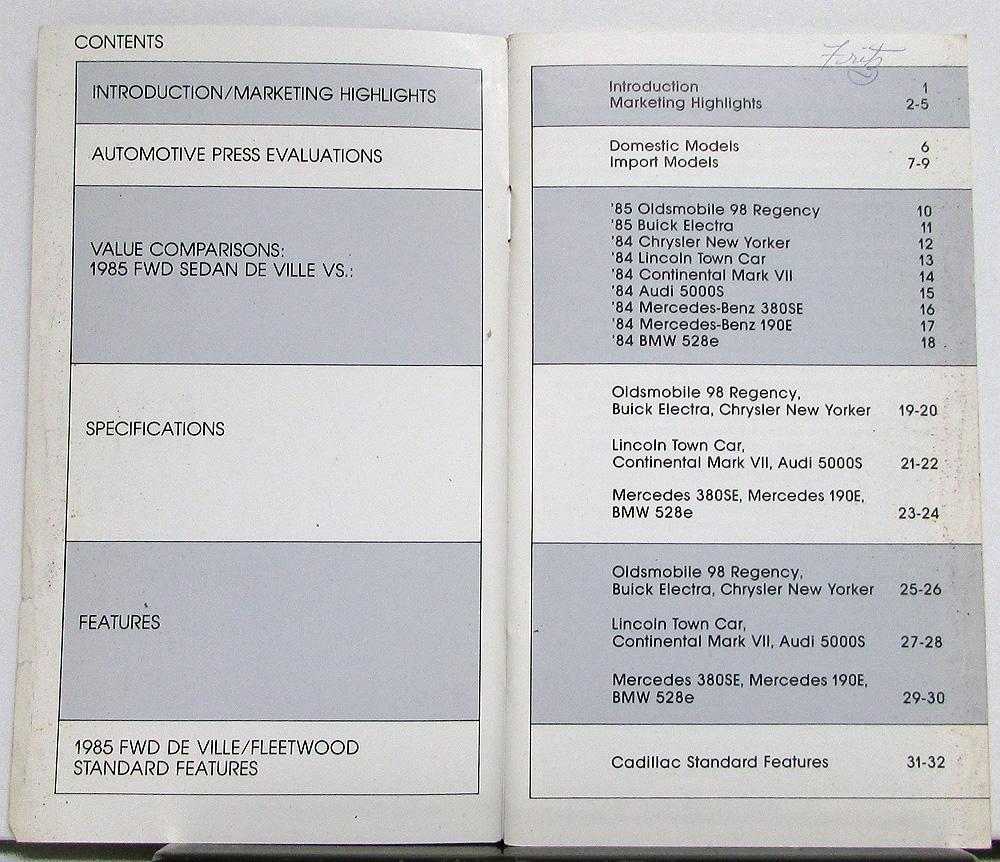 CONTENTS
INTRODUCTION/MARKETING HIGHLIGHTS
AUTOMOTIVE PRESS EVALUATIONS
VALUE COMPARISONS:
1985 FWD SEDAN DE VILLE VS.:
SPECIFICATIONS
FEATURES
1985 FWD DE VILLE/FLEETWOOD
STANDARD FEATURES
Fritz
Introduction 1
Marketing Highlights 2-5
Domestic Models 6
Import Models 7-9
'85 Oldsmobile 98 Regency 10
'85 Buick Electra 11
'84 Chrysler New Yorker 12
'84 Lincoln Town Car 13
'84 Continental Mark VII 14
'84 Audi 5000S 15
'84 Mercedes-Benz 380SE 16
'84 Mercedes-Benz 190E 17
'84 BMW 528e 18
Oldsmobile 98 Regency,
Buick Electra, Chrysler New Yorker 19-20
Lincoln Town Car,
Continental Mark VII, Audi 5000S 21-22
Mercedes 380SE, Mercedes 190E,
BMW 528e 23-24
Oldsmobile 98 Regency,
Buick Electra, Chrysler New Yorker 25-26
Lincoln Town Car,
Continental Mark VII, Audi 5000S 27-28
Mercedes 380SE, Mercedes 190E,
BMW 528e 29-30
Cadillac Standard Features 31-32